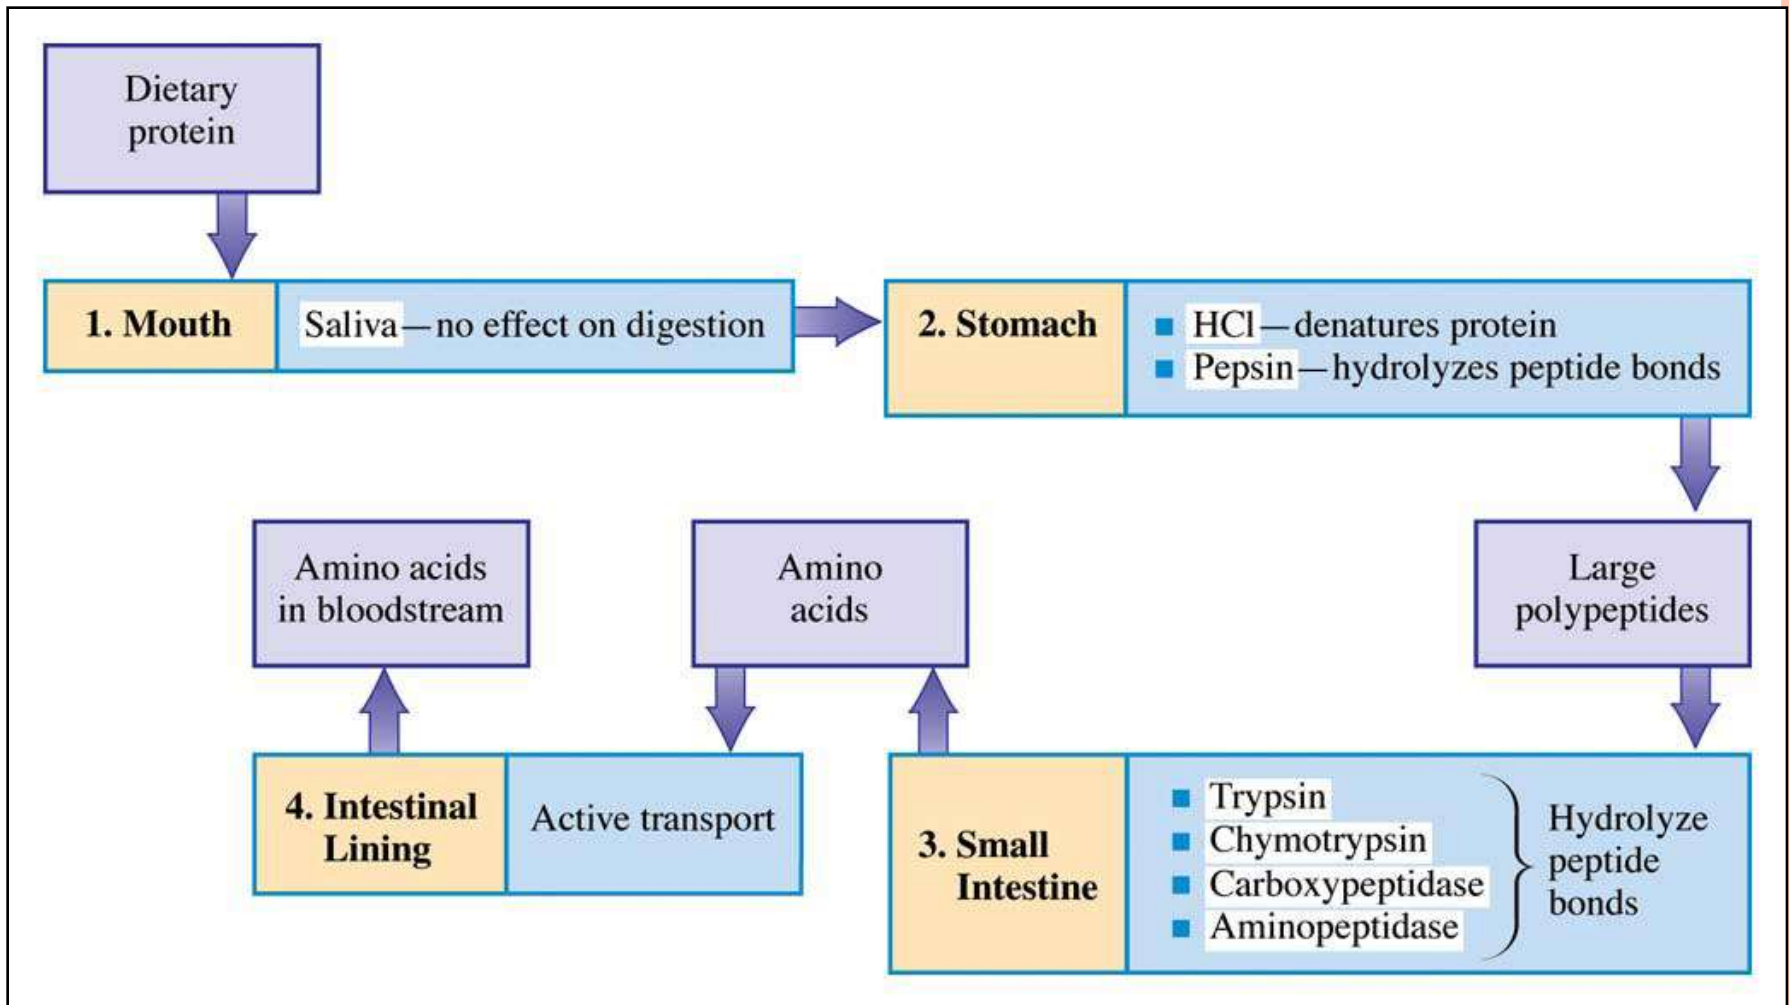 Dietary
protein
1. Mouth
Saliva—no effect on digestion
2. Stomach
HCl—denatures protein
Pepsin—hydrolyzes peptide bonds
Large
polypeptides
3. Small
Intestine
Trypsin
Chymotrypsin
Carboxypeptidase
Aminopeptidase
Hydrolyze
peptide
bonds
Amino
acids
4. Intestinal
Lining
Active transport
Amino acids
in bloodstream